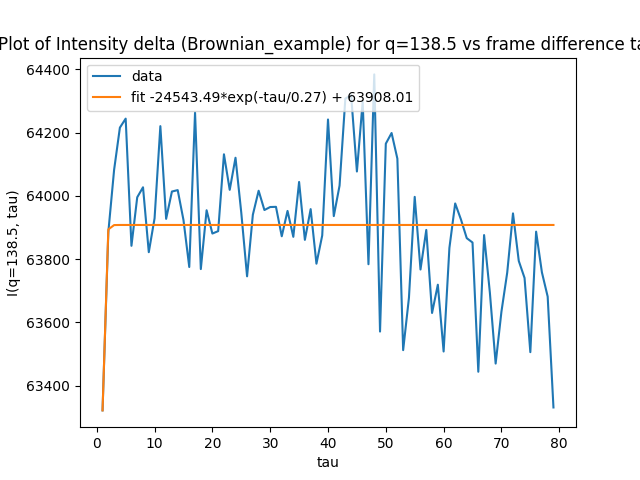 Plot of Intensity delta (Brownian_example) for q=138.5 vs frame difference ta
data
fit -24543.49*exp(-tau/0.27) + 63908.01
I(q=138.5, tau)
64400
64200
64000
63800
63600
63400
0 10 20 30 40 50 60 70 80
tau